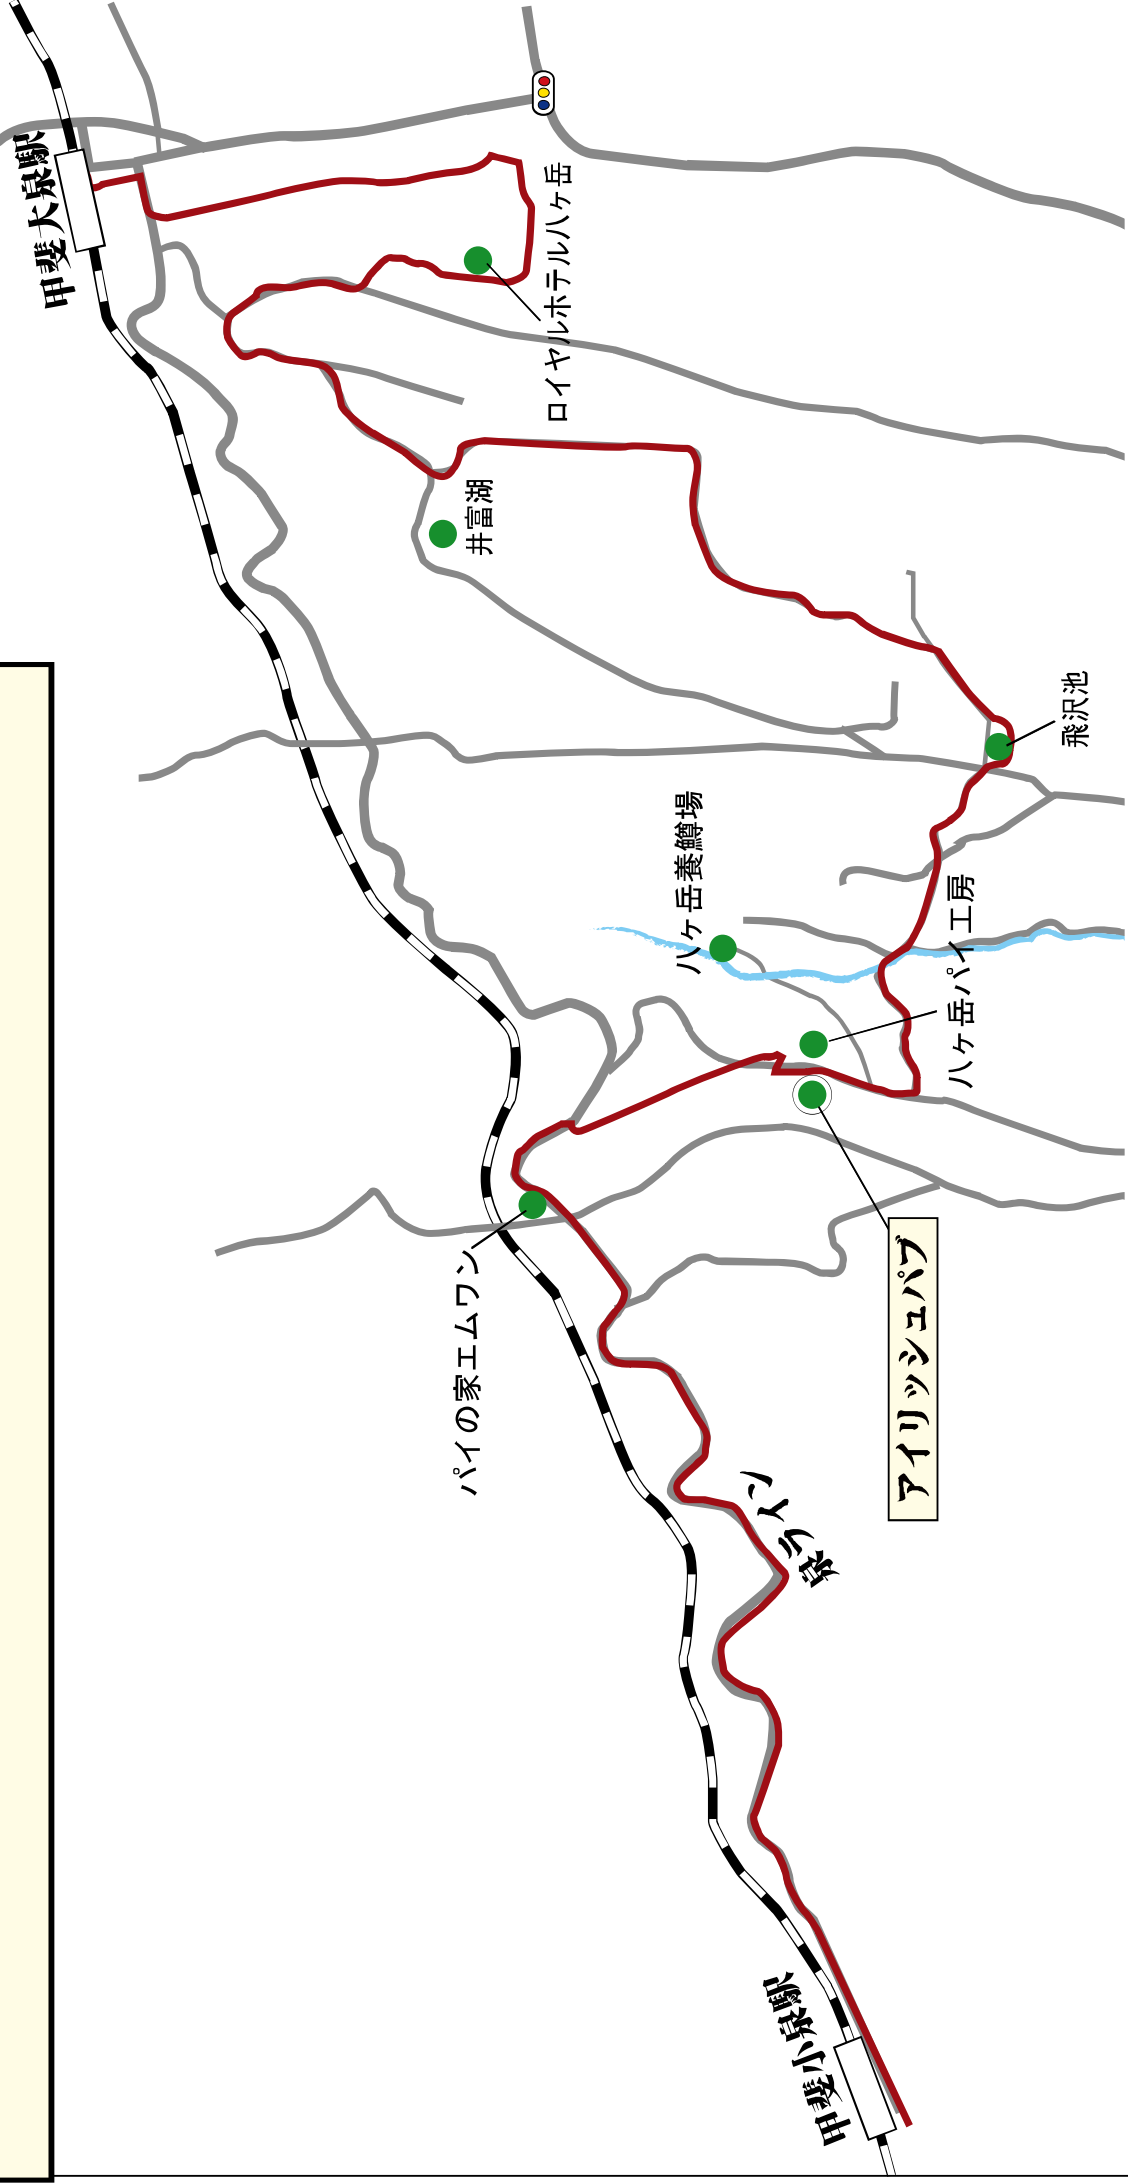 甲斐大泉駅
ロイヤルホテル八ヶ岳
井富湖
飛沢池
八ヶ岳養鱒場
八ヶ岳パイ工房
パイの家エムワン
アイリッシュパブ
泉ライン
甲斐小泉駅